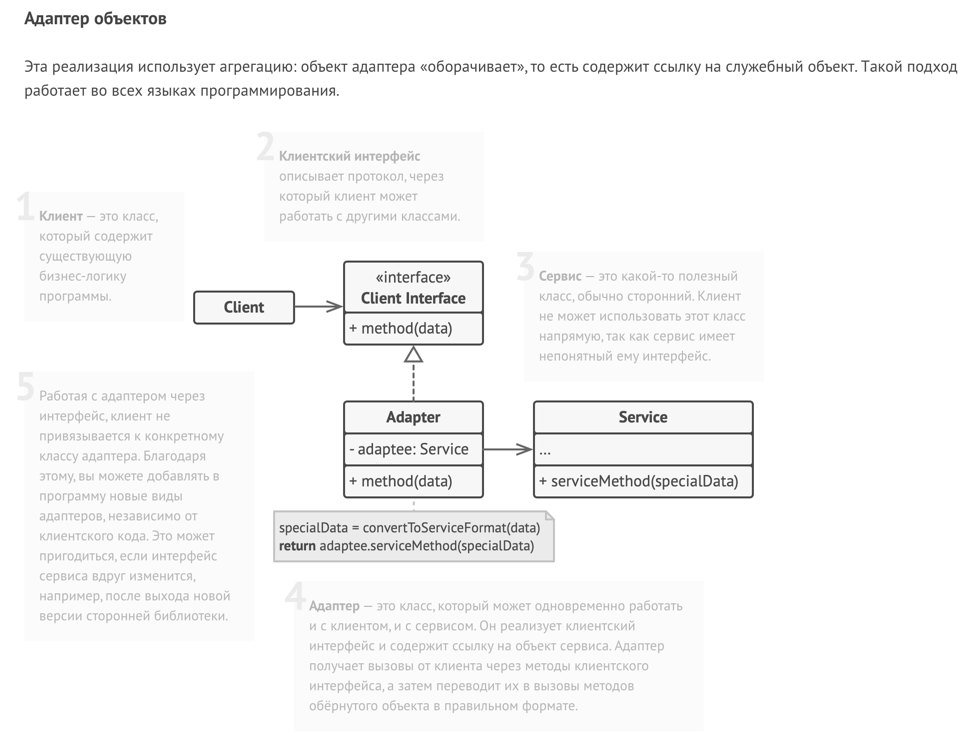 Адаптер объектов
Эта реализация использует агрегацию: объект адаптера «оборачивает», то есть содержит ссылку на служебный объект. Такой подход
работает во всех языках программирования.
2
Клиентский интерфейс
описывает протокол, через
который клиент может
работать с другими классами.
1
Клиент — это класс,
который содержит
существующую
бизнес-логику
программы.
Client
«interface»
Client Interface
+ method(data)
3
Сервис — это какой-то полезный
класс, обычно сторонний. Клиент
не может использовать этот класс
напрямую, так как сервис имеет
непонятный ему интерфейс.
5
Работая с адаптером через
интерфейс, клиент не
привязывается к конкретному
классу адаптера. Благодаря
этому, вы можете добавлять в
программу новые виды
адаптеров, независимо от
клиентского кода. Это может
пригодиться, если интерфейс
сервиса вдруг изменится,
например, после выхода новой
версии сторонней библиотеки.
Adapter
- adaptee: Service
+ method(data)
Service
...
+ serviceMethod(specialData)
specialData = convertToServiceFormat(data)
return adaptee.serviceMethod(specialData)
4
Адаптер — это класс, который может одновременно работать
и с клиентом, и с сервисом. Он реализует клиентский
интерфейс и содержит ссылку на объект сервиса. Адаптер
получает вызовы от клиента через методы клиентского
интерфейса, а затем переводит их в вызовы методов
обёрнутого объекта в правильном формате.